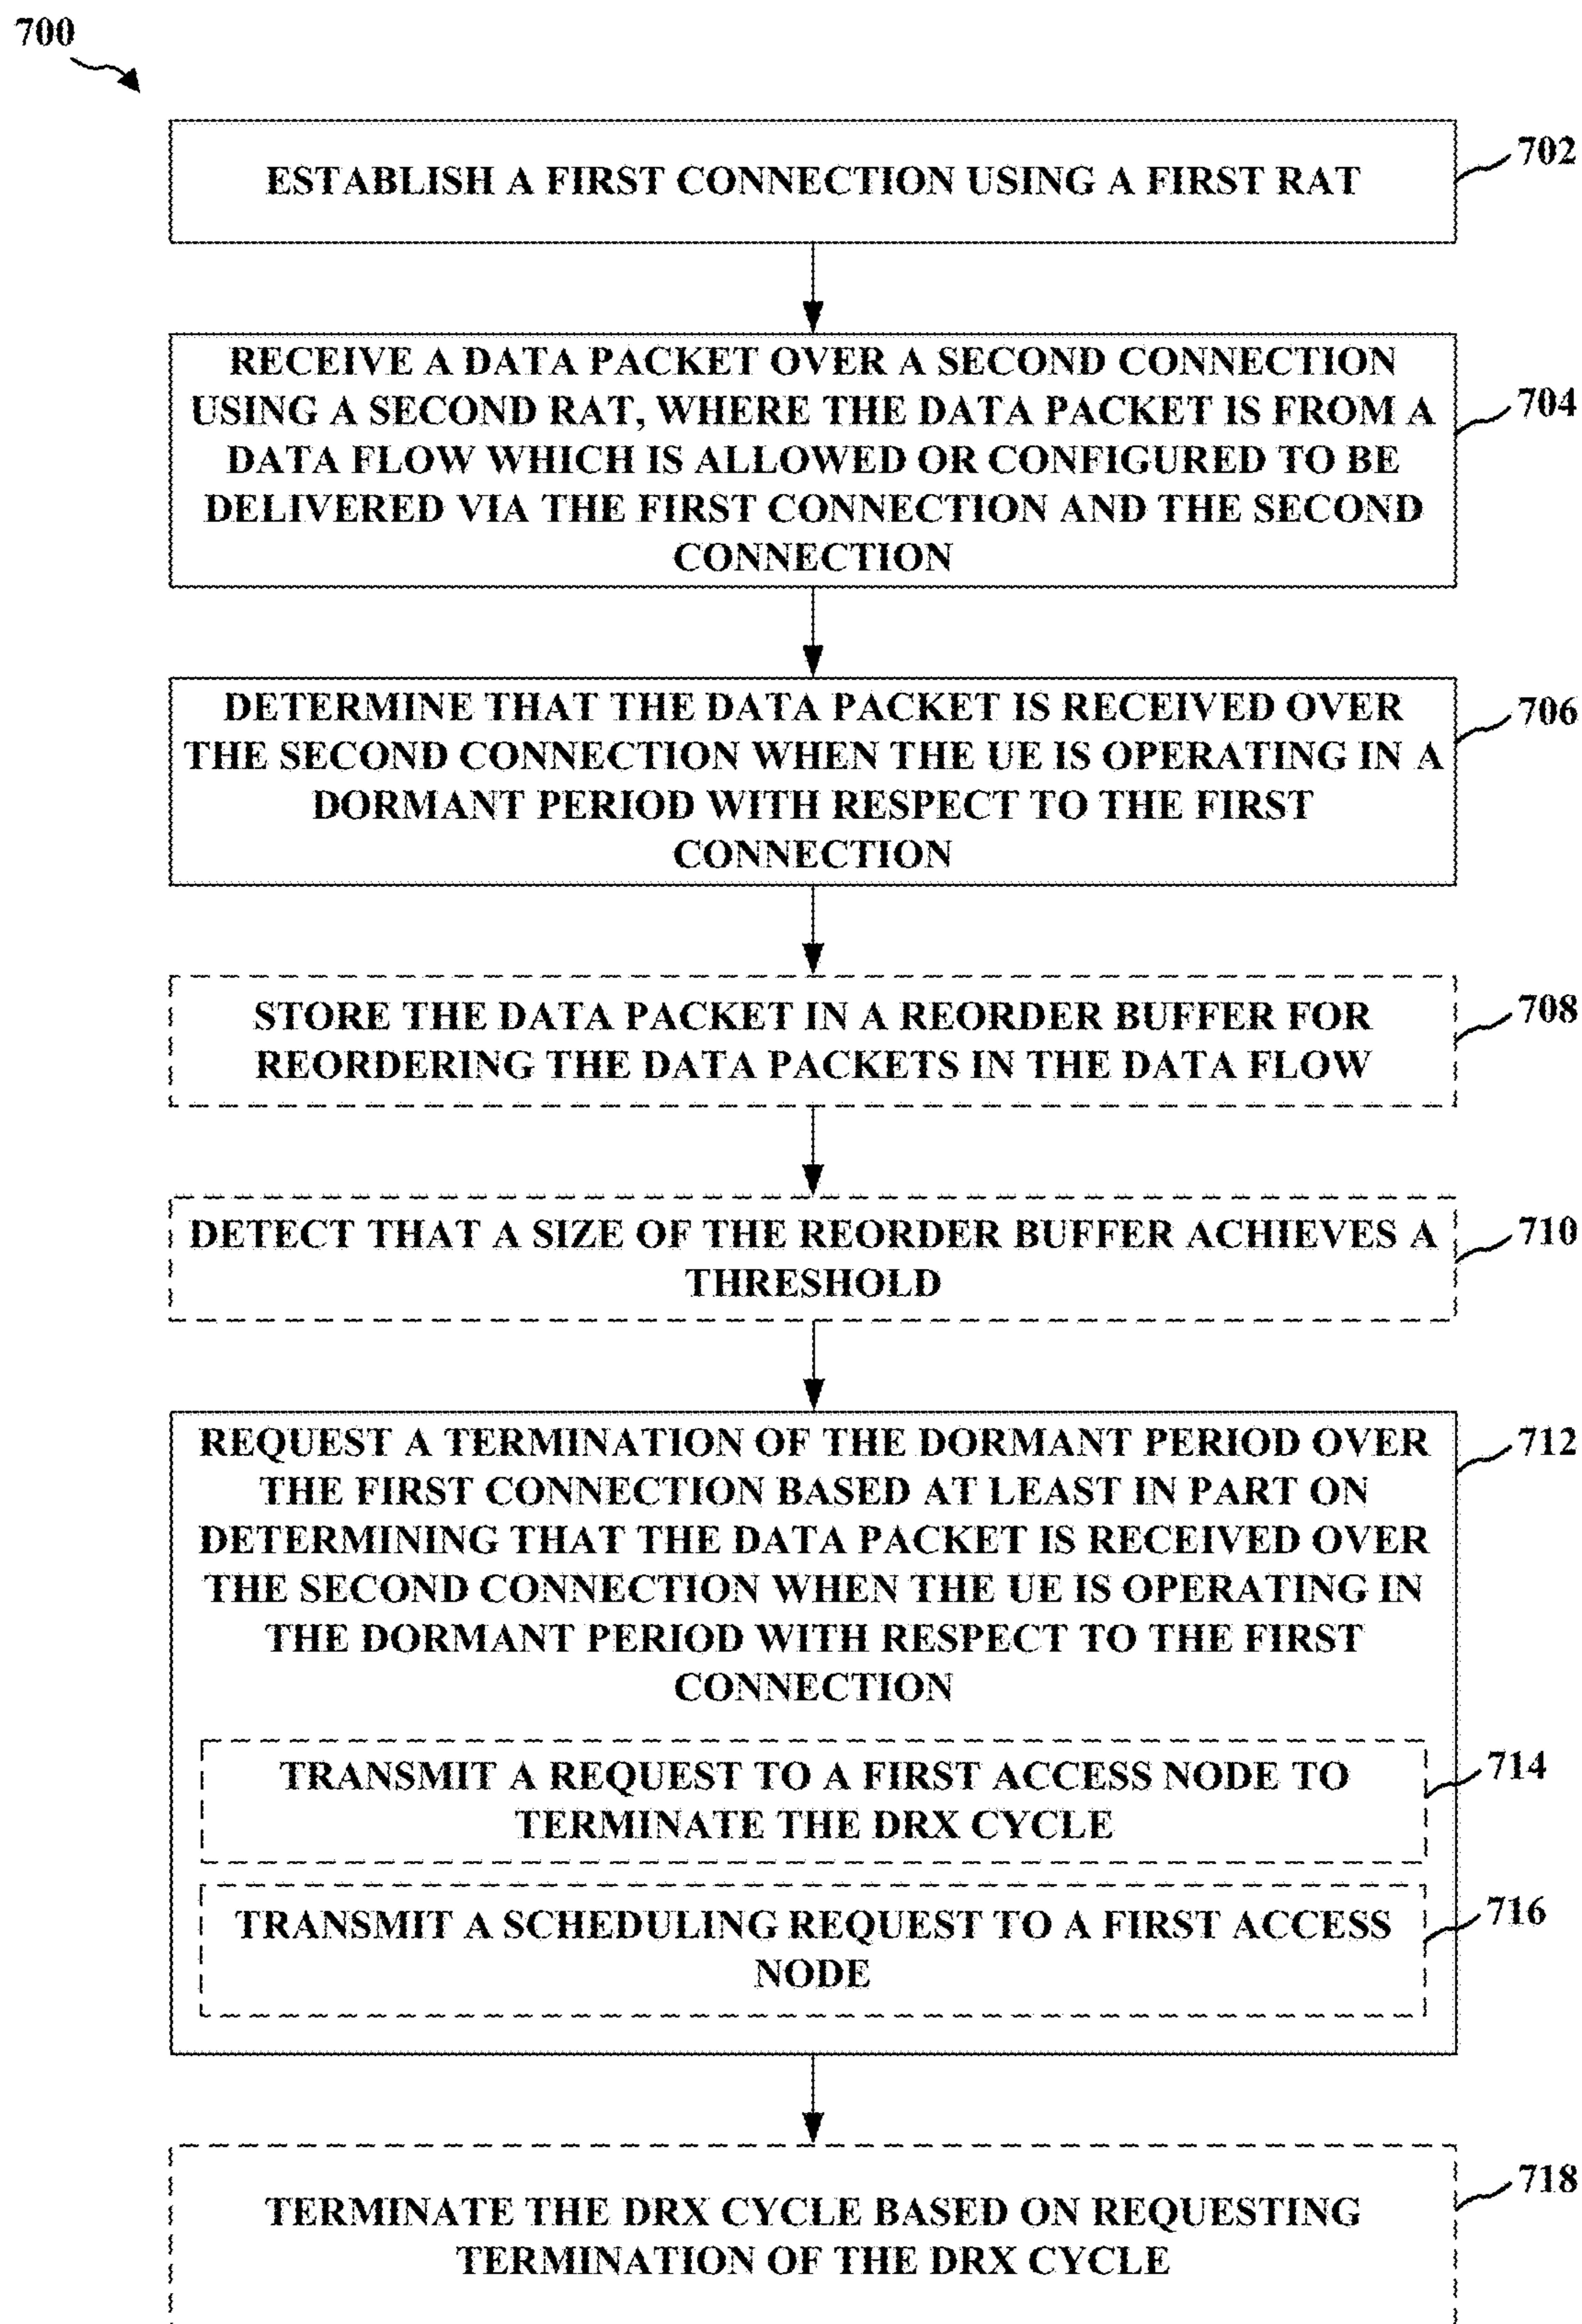 700
ESTABLISH A FIRST CONNECTION USING A FIRST RAT
702
RECEIVE A DATA PACKET OVER A SECOND CONNECTION
USING A SECOND RAT, WHERE THE DATA PACKET IS FROM A
DATA FLOW WHICH IS ALLOWED OR CONFIGURED TO BE
DELIVERED VIA THE FIRST CONNECTION AND THE SECOND
CONNECTION
704
DETERMINE THAT THE DATA PACKET IS RECEIVED OVER
THE SECOND CONNECTION WHEN THE UE IS OPERATING IN A
DORMANT PERIOD WITH RESPECT TO THE FIRST
CONNECTION
706
STORE THE DATA PACKET IN A REORDER BUFFER FOR
REORDERING THE DATA PACKETS IN THE DATA FLOW
708
DETECT THAT A SIZE OF THE REORDER BUFFER ACHIEVES A
THRESHOLD
710
REQUEST A TERMINATION OF THE DORMANT PERIOD OVER
THE FIRST CONNECTION BASED AT LEAST IN PART ON
DETERMINING THAT THE DATA PACKET IS RECEIVED OVER
THE SECOND CONNECTION WHEN THE UE IS OPERATING IN
THE DORMANT PERIOD WITH RESPECT TO THE FIRST
CONNECTION
712
TRANSMIT A REQUEST TO A FIRST ACCESS NODE TO
TERMINATE THE DRX CYCLE
714
TRANSMIT A SCHEDULING REQUEST TO A FIRST ACCESS
NODE
716
TERMINATE THE DRX CYCLE BASED ON REQUESTING
TERMINATION OF THE DRX CYCLE
718